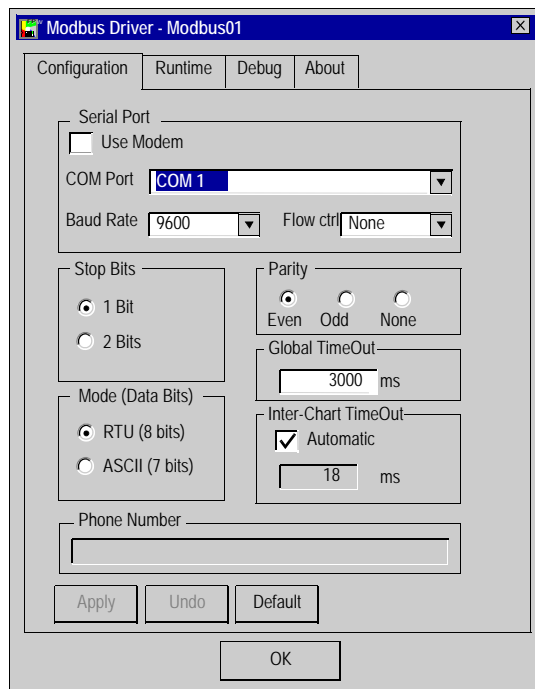 Modbus Driver - Modbus01
Configuration Runtime Debug About
Serial Port
Use Modem
COM Port COM 1
Baud Rate 9600 Flow ctrl None
Stop Bits
1 Bit
2 Bits
Parity
Even Odd None
Global TimeOut
3000 ms
Mode (Data Bits)
RTU (8 bits)
ASCII (7 bits)
Inter-Chart TimeOut
Automatic
18 ms
Phone Number
Apply Undo Default
OK